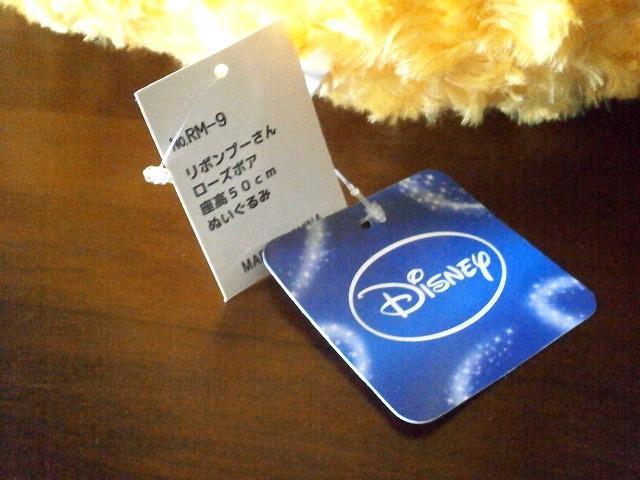 No.RM-9
リボンプーさん
ローズボア
座高50cm
ぬいぐるみ
DISNEY